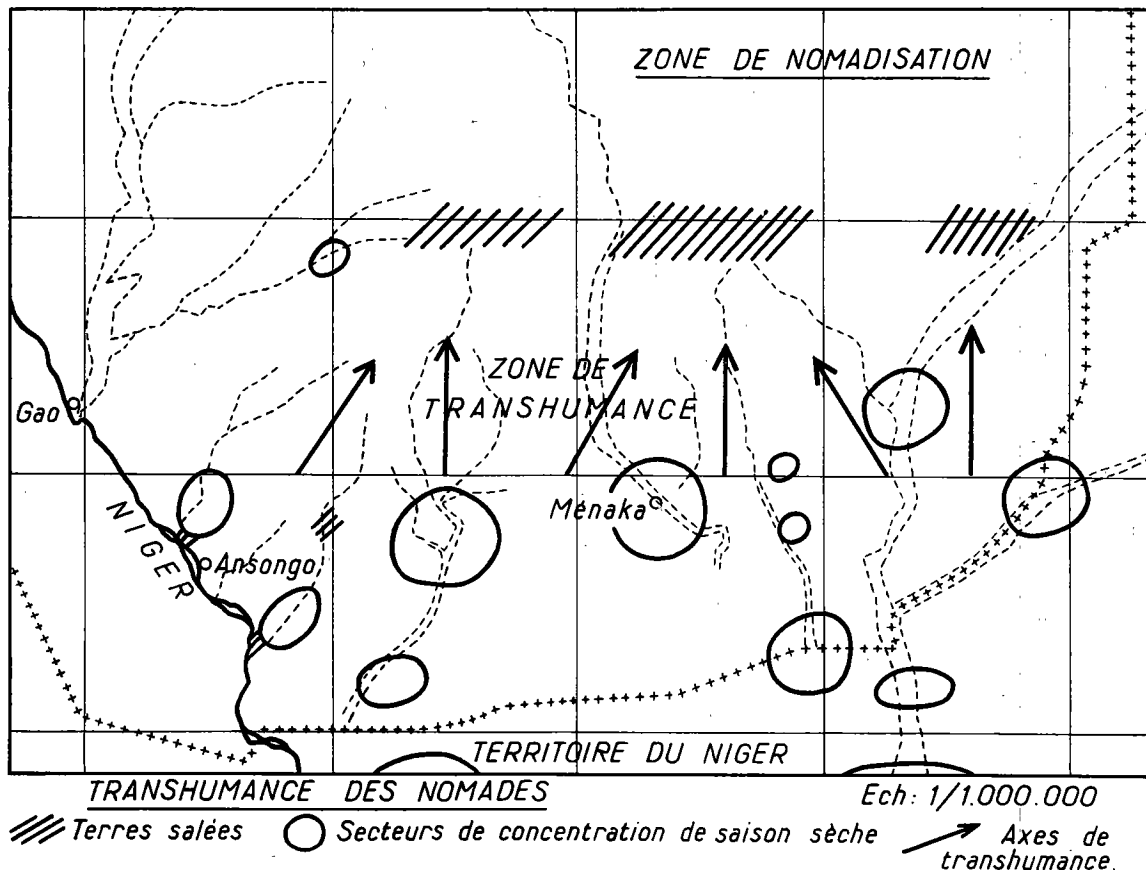 ZONE DE NOMADISATION
ZONE DE
TRANSHUMANCE
Gao
Ménaka
NIGER
Ansongo
TERRITOIRE DU NIGER
TRANSHUMANCE DES NOMADES
Ech: 1/1.000.000
Terres salées
Secteurs de concentration de saison sèche
Axes de
transhumance.